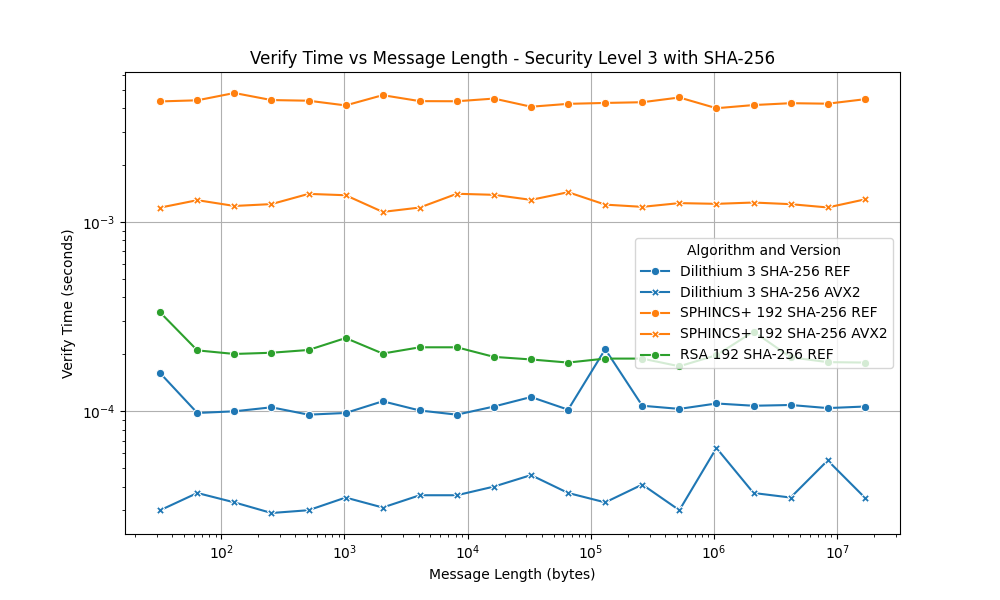 Verify Time vs Message Length - Security Level 3 with SHA-256
Verify Time (seconds)
10⁻³
10⁻⁴
Algorithm and Version
Dilithium 3 SHA-256 REF
Dilithium 3 SHA-256 AVX2
SPHINCS+ 192 SHA-256 REF
SPHINCS+ 192 SHA-256 AVX2
RSA 192 SHA-256 REF
10² 10³ 10⁴ 10⁵ 10⁶ 10⁷
Message Length (bytes)